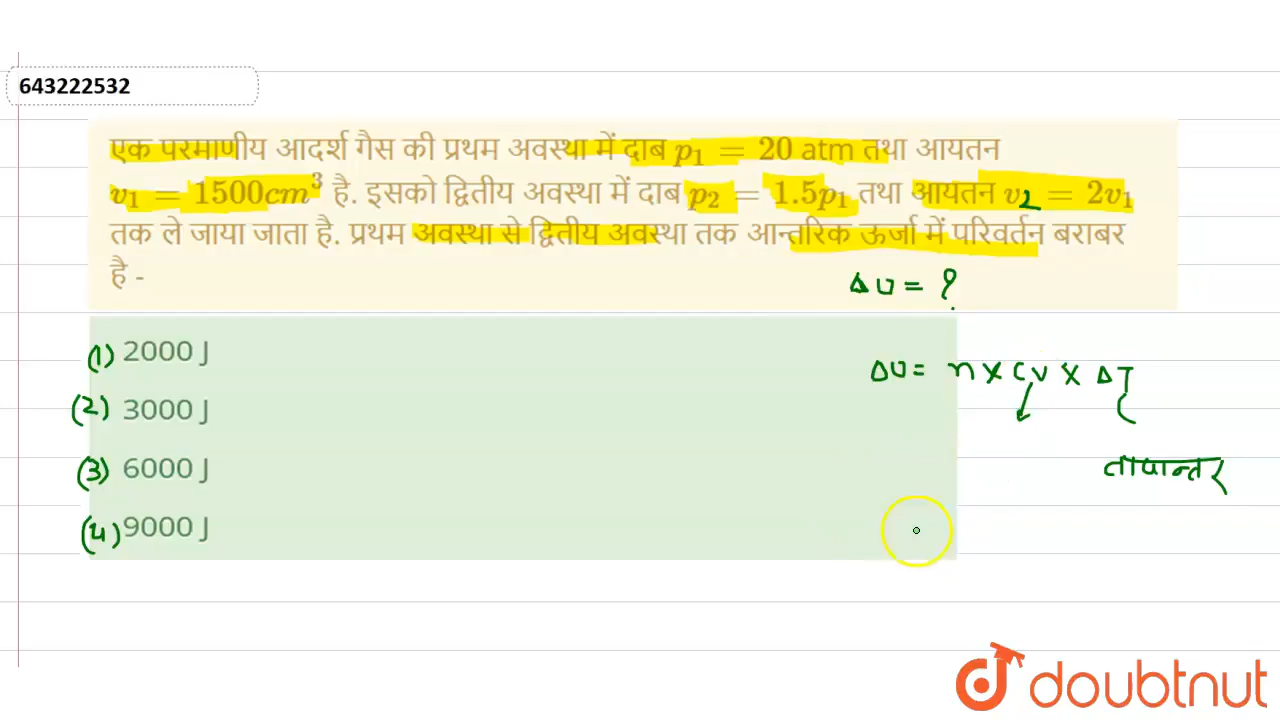 643222532
एक परमाणीय आदर्श गैस की प्रथम अवस्था में दाब p₁ = 20 atm तथा आयतन
v₁ = 1500cm³ है. इसको द्वितीय अवस्था में दाब p₂ = 1.5p₁ तथा आयतन v₂ = 2v₁
तक ले जाया जाता है. प्रथम अवस्था से द्वितीय अवस्था तक आन्तरिक ऊर्जा में परिवर्तन बराबर
है -
ΔU = ?
(1) 2000 J
(2) 3000 J
(3) 6000 J
(4) 9000 J
ΔU = n × Cv × ΔT
तापान्तर
doubtnut